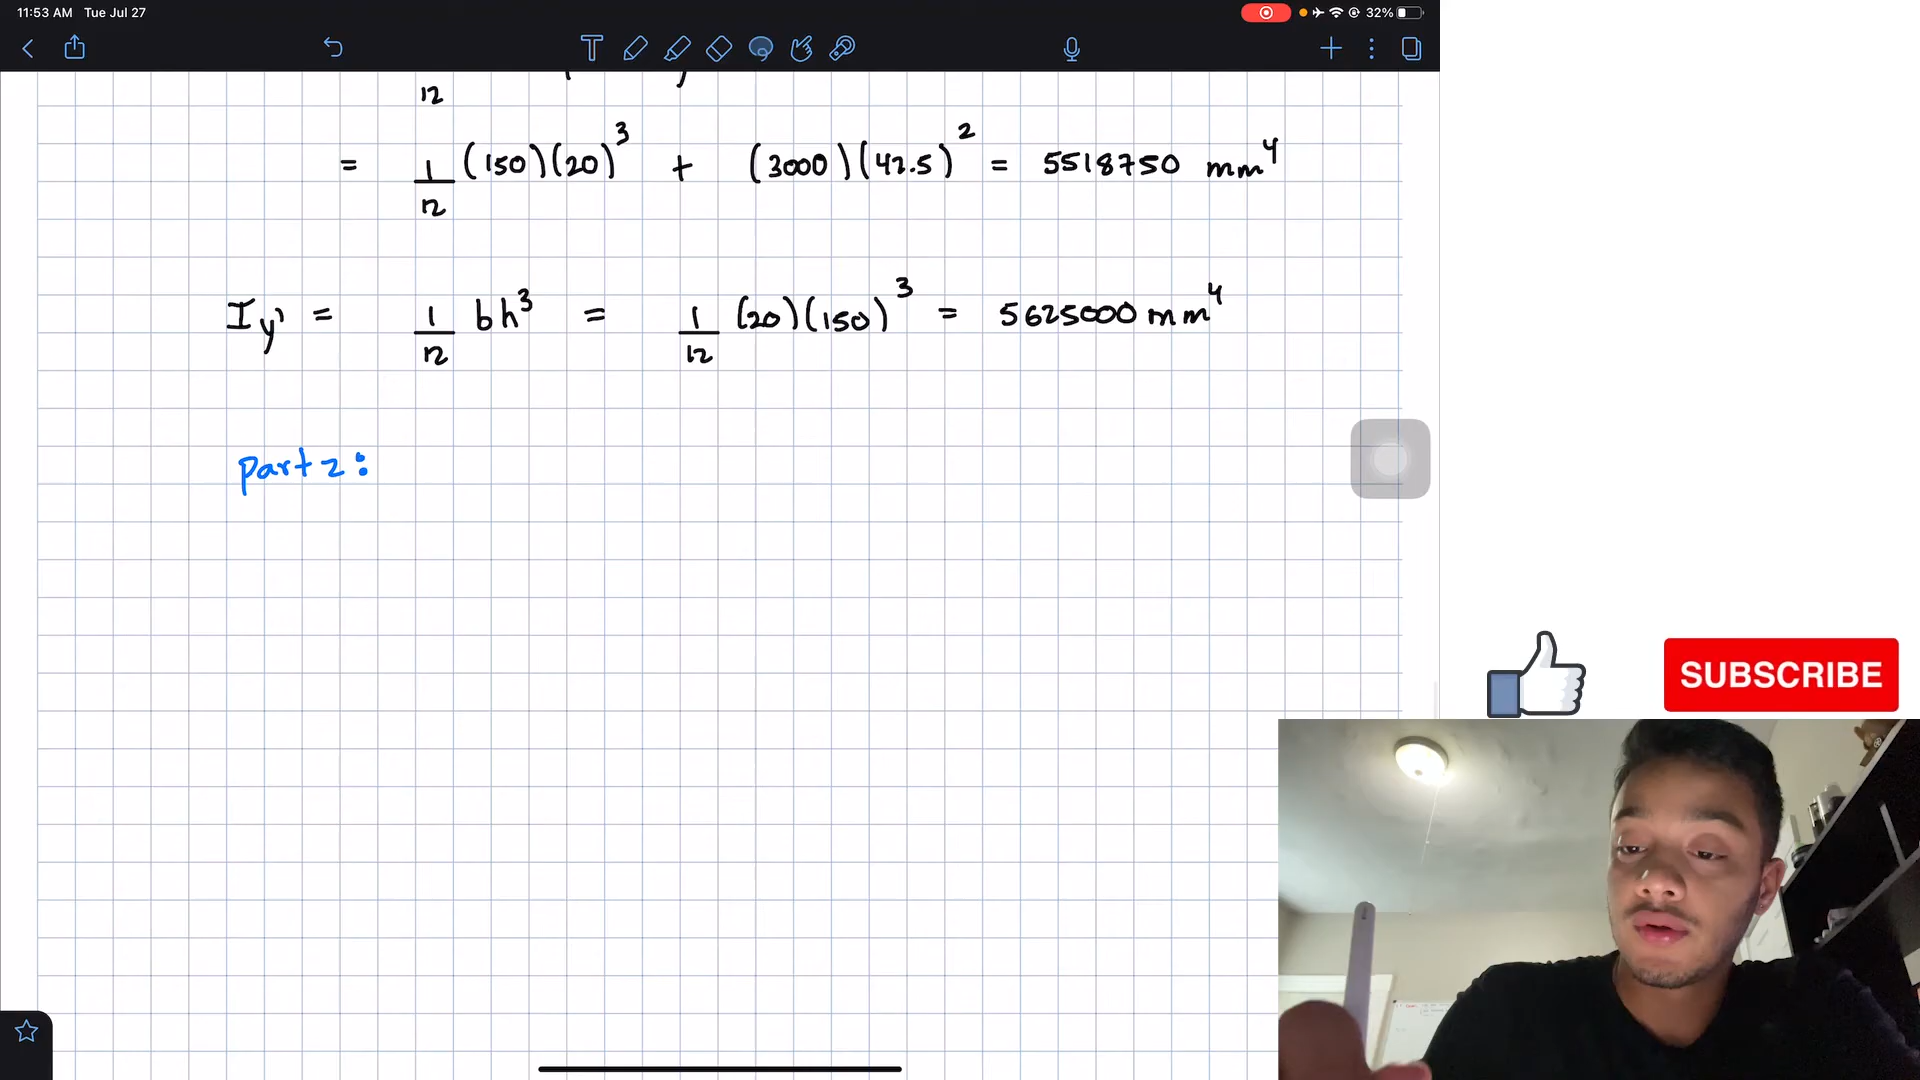 11:53 AM Tue Jul 27 32%
12
= 1/12 (150)(20)^3 + (3000)(42.5)^2 = 5518750 mm^4
Iy' = 1/12 bh^3 = 1/12 (20)(150)^3 = 5625000 mm^4
Part 2:
SUBSCRIBE